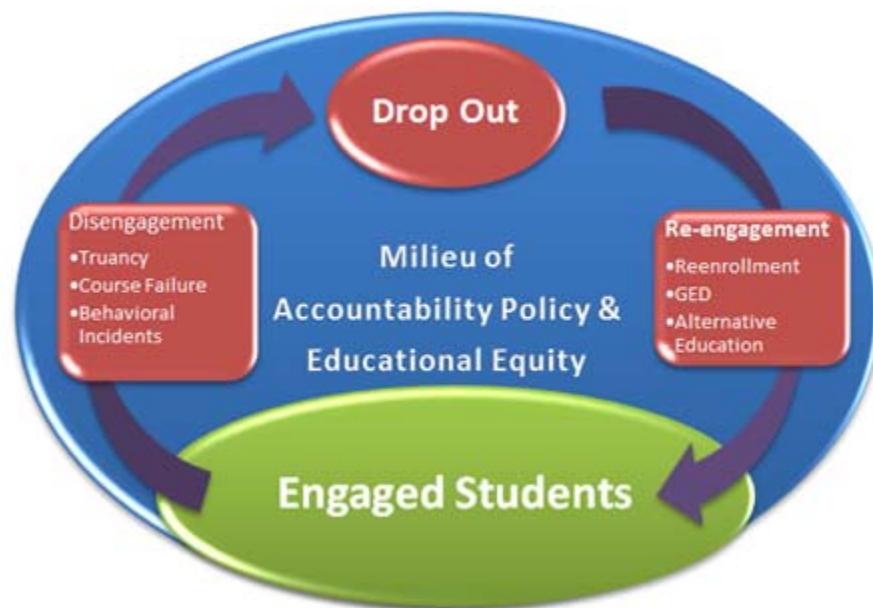 Drop Out
Disengagement
•Truancy
•Course Failure
•Behavioral
Incidents
Milieu of
Accountability Policy &
Educational Equity
Re-engagement
•Reenrollment
•GED
•Alternative
Education
Engaged Students